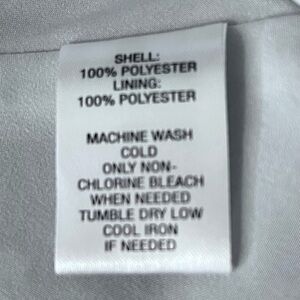 SHELL:
100% POLYESTER
LINING:
100% POLYESTER
MACHINE WASH
COLD
ONLY NON-
CHLORINE BLEACH
WHEN NEEDED
TUMBLE DRY LOW
COOL IRON
IF NEEDED